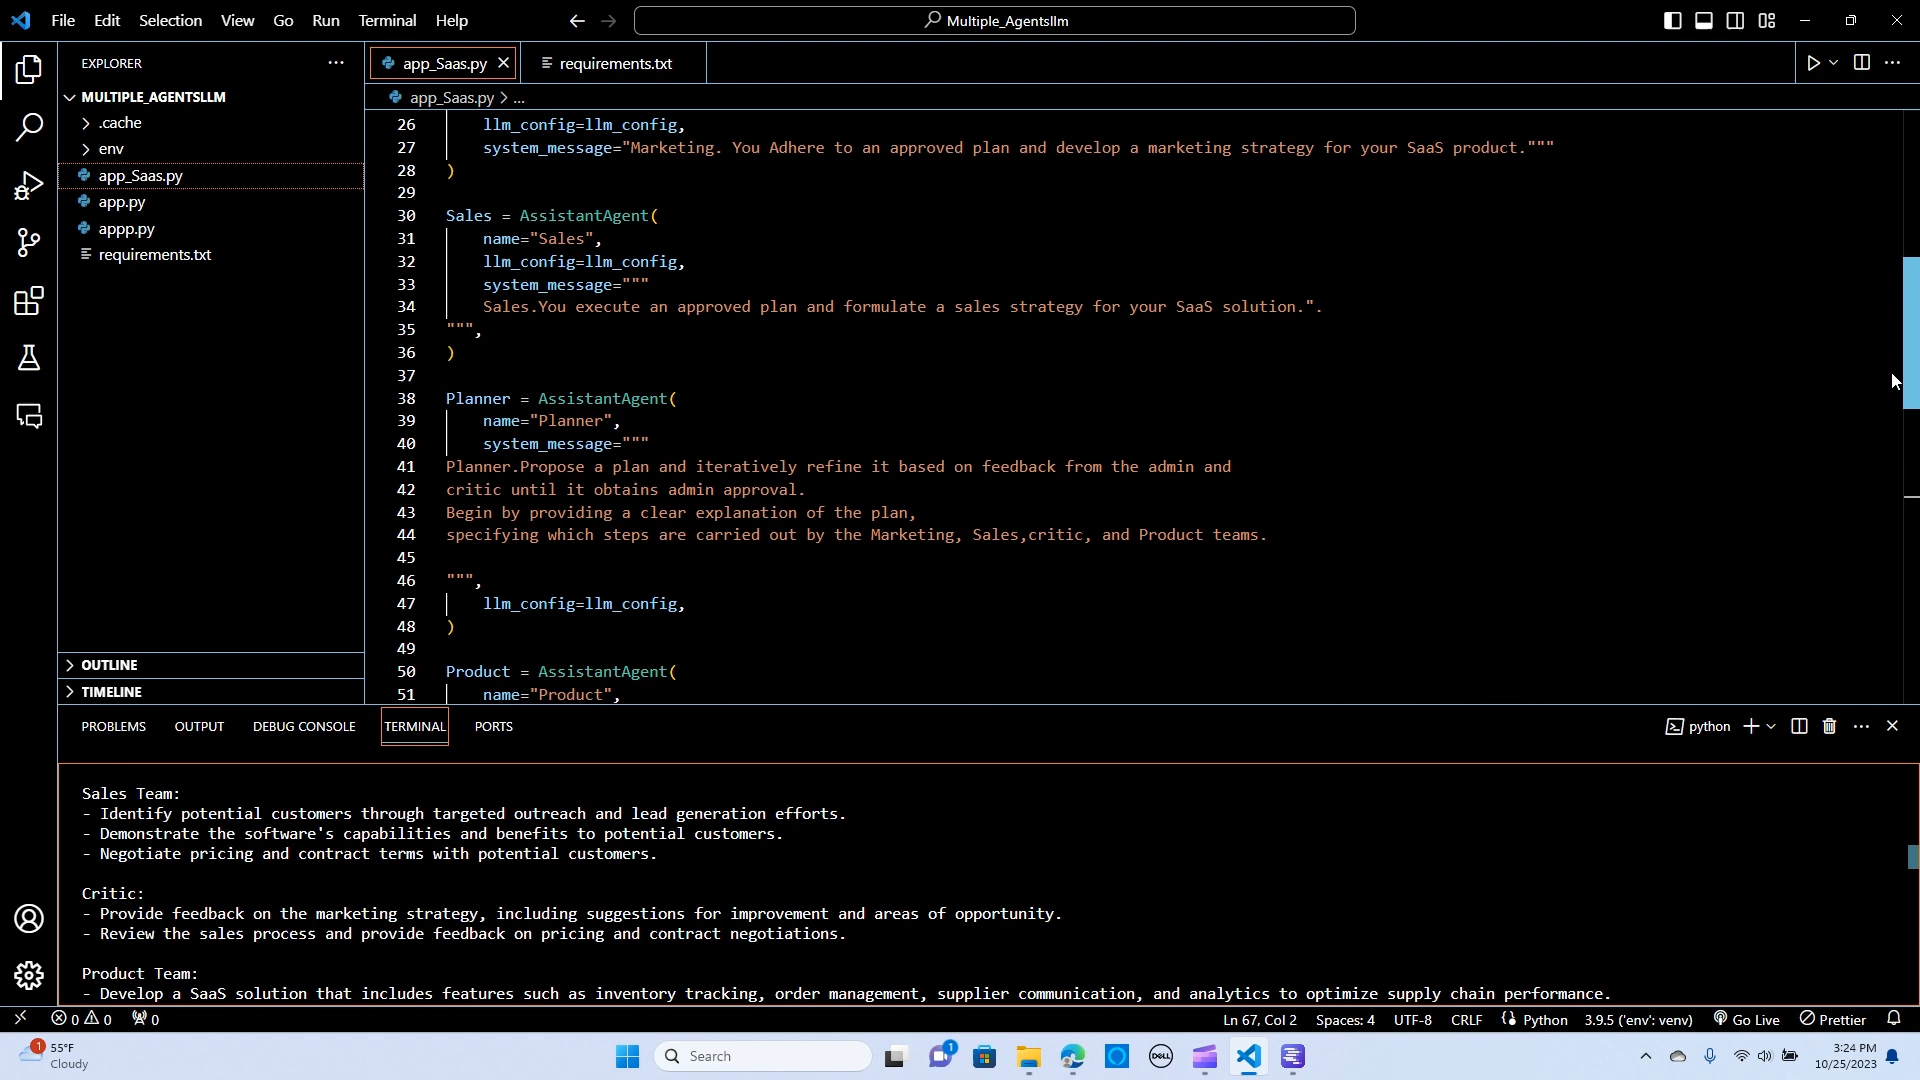 File Edit Selection View Go Run Terminal Help
Multiple_Agentsllm
EXPLORER
MULTIPLE_AGENTSLLM
.cache
env
app_Saas.py
app.py
appp.py
requirements.txt
OUTLINE
TIMELINE
app_Saas.py requirements.txt
app_Saas.py > ...
26 llm_config=llm_config,
27 system_message="Marketing. You Adhere to an approved plan and develop a marketing strategy for your SaaS product."""
28 )
29
30 Sales = AssistantAgent(
31 name="Sales",
32 llm_config=llm_config,
33 system_message="""
34 Sales.You execute an approved plan and formulate a sales strategy for your SaaS solution.".
35 """,
36 )
37
38 Planner = AssistantAgent(
39 name="Planner",
40 system_message="""
41 Planner.Propose a plan and iteratively refine it based on feedback from the admin and
42 critic until it obtains admin approval.
43 Begin by providing a clear explanation of the plan,
44 specifying which steps are carried out by the Marketing, Sales,critic, and Product teams.
45
46 """,
47 llm_config=llm_config,
48 )
49
50 Product = AssistantAgent(
51 name="Product",
PROBLEMS OUTPUT DEBUG CONSOLE TERMINAL PORTS
python
Sales Team:
- Identify potential customers through targeted outreach and lead generation efforts.
- Demonstrate the software's capabilities and benefits to potential customers.
- Negotiate pricing and contract terms with potential customers.
Critic:
- Provide feedback on the marketing strategy, including suggestions for improvement and areas of opportunity.
- Review the sales process and provide feedback on pricing and contract negotiations.
Product Team:
- Develop a SaaS solution that includes features such as inventory tracking, order management, supplier communication, and analytics to optimize supply chain performance.
0 0 0 Ln 67, Col 2 Spaces: 4 UTF-8 CRLF Python 3.9.5 ('env': venv) Go Live Prettier
1 55°F
Cloudy
Search
1
DELL
3:24 PM
10/25/2023